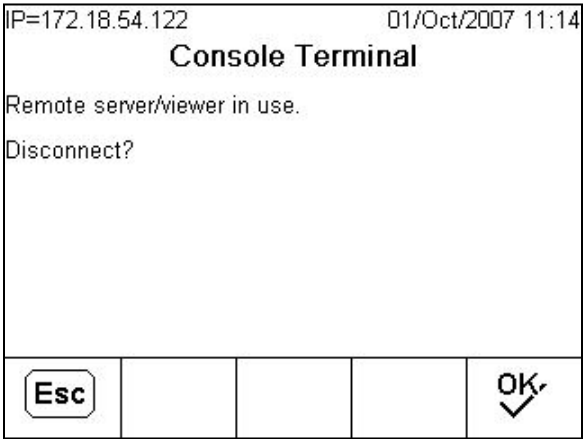 IP=172.18.54.122 01/Oct/2007 11:14
Console Terminal
Remote server/viewer in use.
Disconnect?
Esc OK